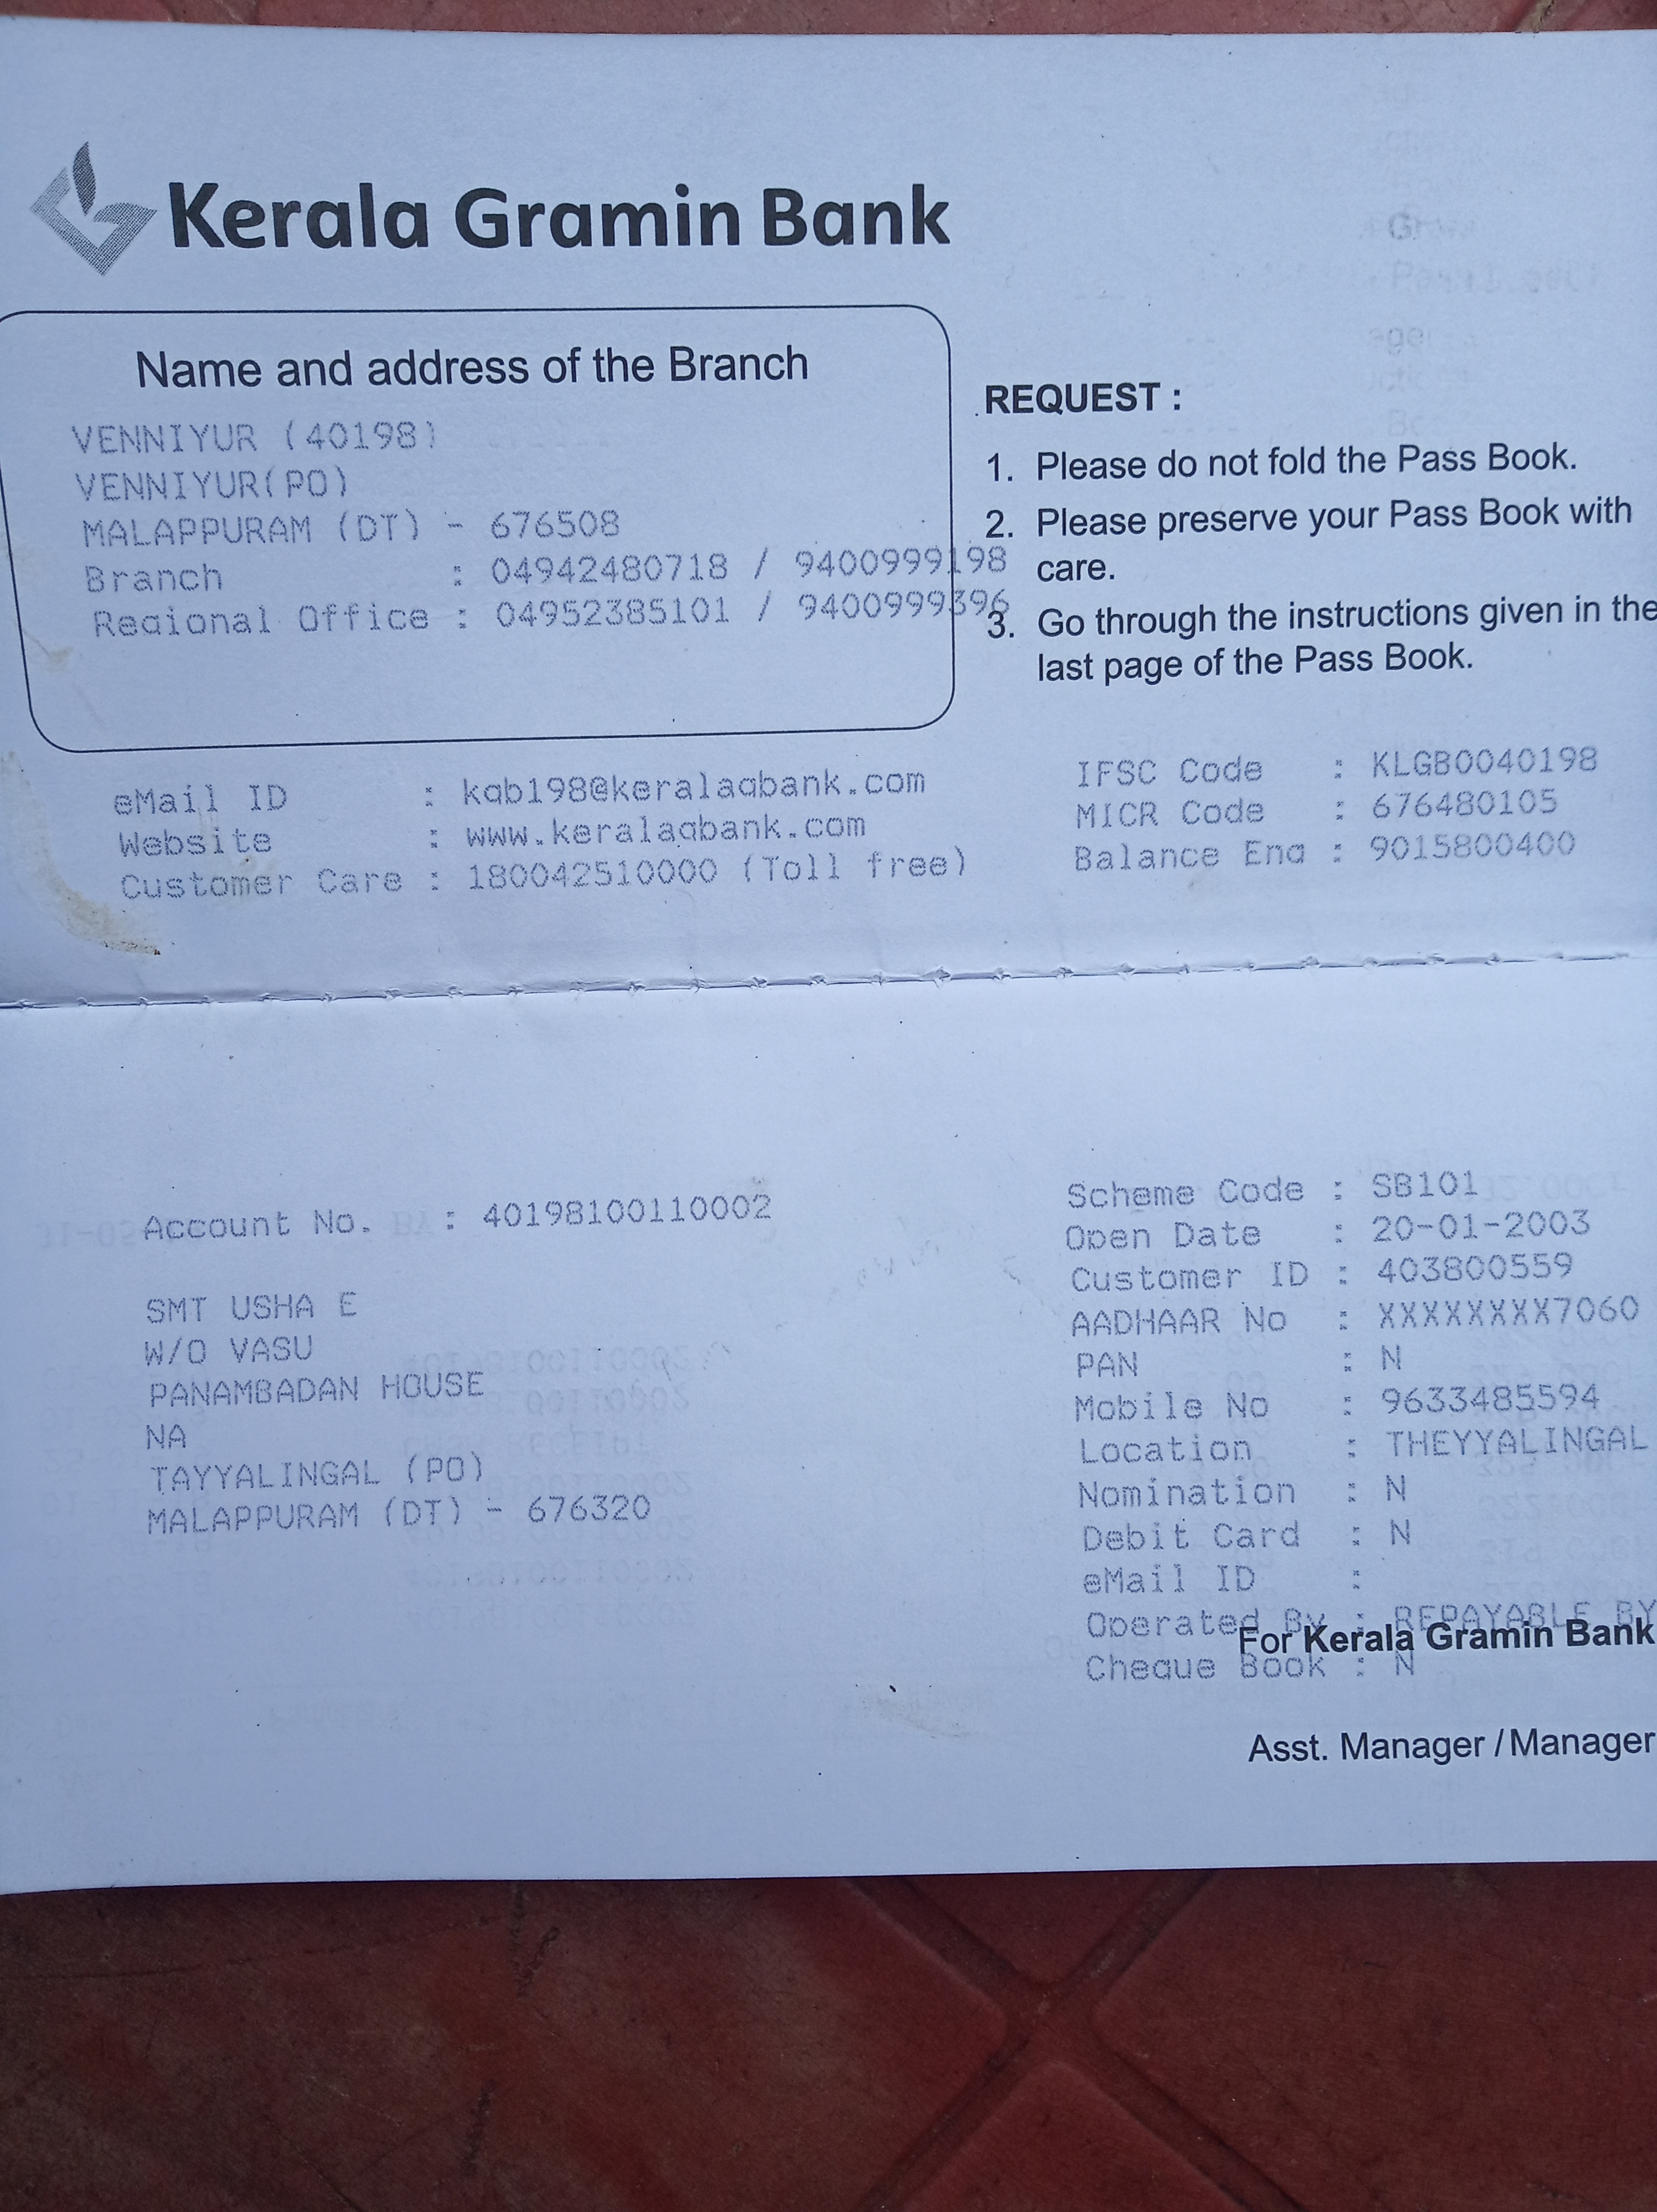 Kerala Gramin Bank
Name and address of the Branch
VENNIYUR (40198)
VENNIYUR(PO)
MALAPPURAM (DT) - 676508
Branch : 04942480718 / 9400999198
Regional Office : 04952385101 / 9400999396
REQUEST :
1. Please do not fold the Pass Book.
2. Please preserve your Pass Book with
care.
3. Go through the instructions given in the
last page of the Pass Book.
eMail ID : kgb198@keralagbank.com
Website : www.keralagbank.com
Customer Care : 180042510000 (Toll free)
IFSC Code : KLGB0040198
MICR Code : 676480105
Balance Enq : 9015800400
Account No. : 40198100110002
SMT USHA E
W/O VASU
PANAMBADAN HOUSE
NA
TAYYALINGAL (PO)
MALAPPURAM (DT) - 676320
Scheme Code : SB101
Open Date : 20-01-2003
Customer ID : 403800559
AADHAAR No : XXXXXXXX7060
PAN : N
Mobile No : 9633485594
Location : THEYYALINGAL
Nomination : N
Debit Card : N
eMail ID :
Operated By : REPAYABLE BY
For Kerala Gramin Bank
Cheque Book : N
Asst. Manager / Manager